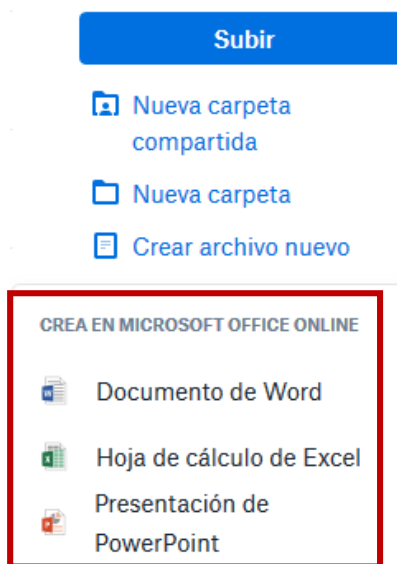 Subir
Nueva carpeta
compartida
Nueva carpeta
Crear archivo nuevo
CREA EN MICROSOFT OFFICE ONLINE
Documento de Word
Hoja de cálculo de Excel
Presentación de
PowerPoint